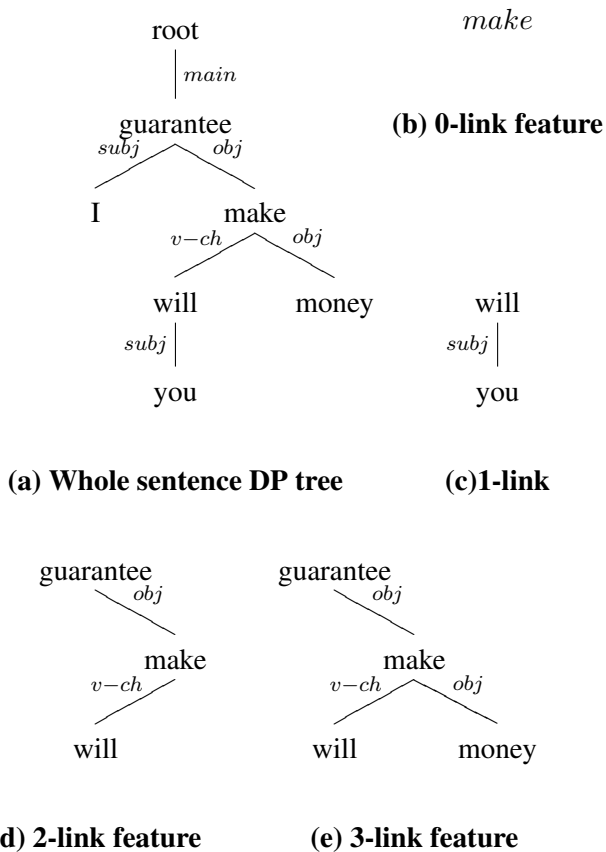 root
make
main
guarantee
(b) 0-link feature
subj obj
I make
v−ch obj
will money will
subj subj
you you
(a) Whole sentence DP tree (c)1-link
guarantee guarantee
obj obj
make make
v−ch v−ch obj
will will money
d) 2-link feature (e) 3-link feature